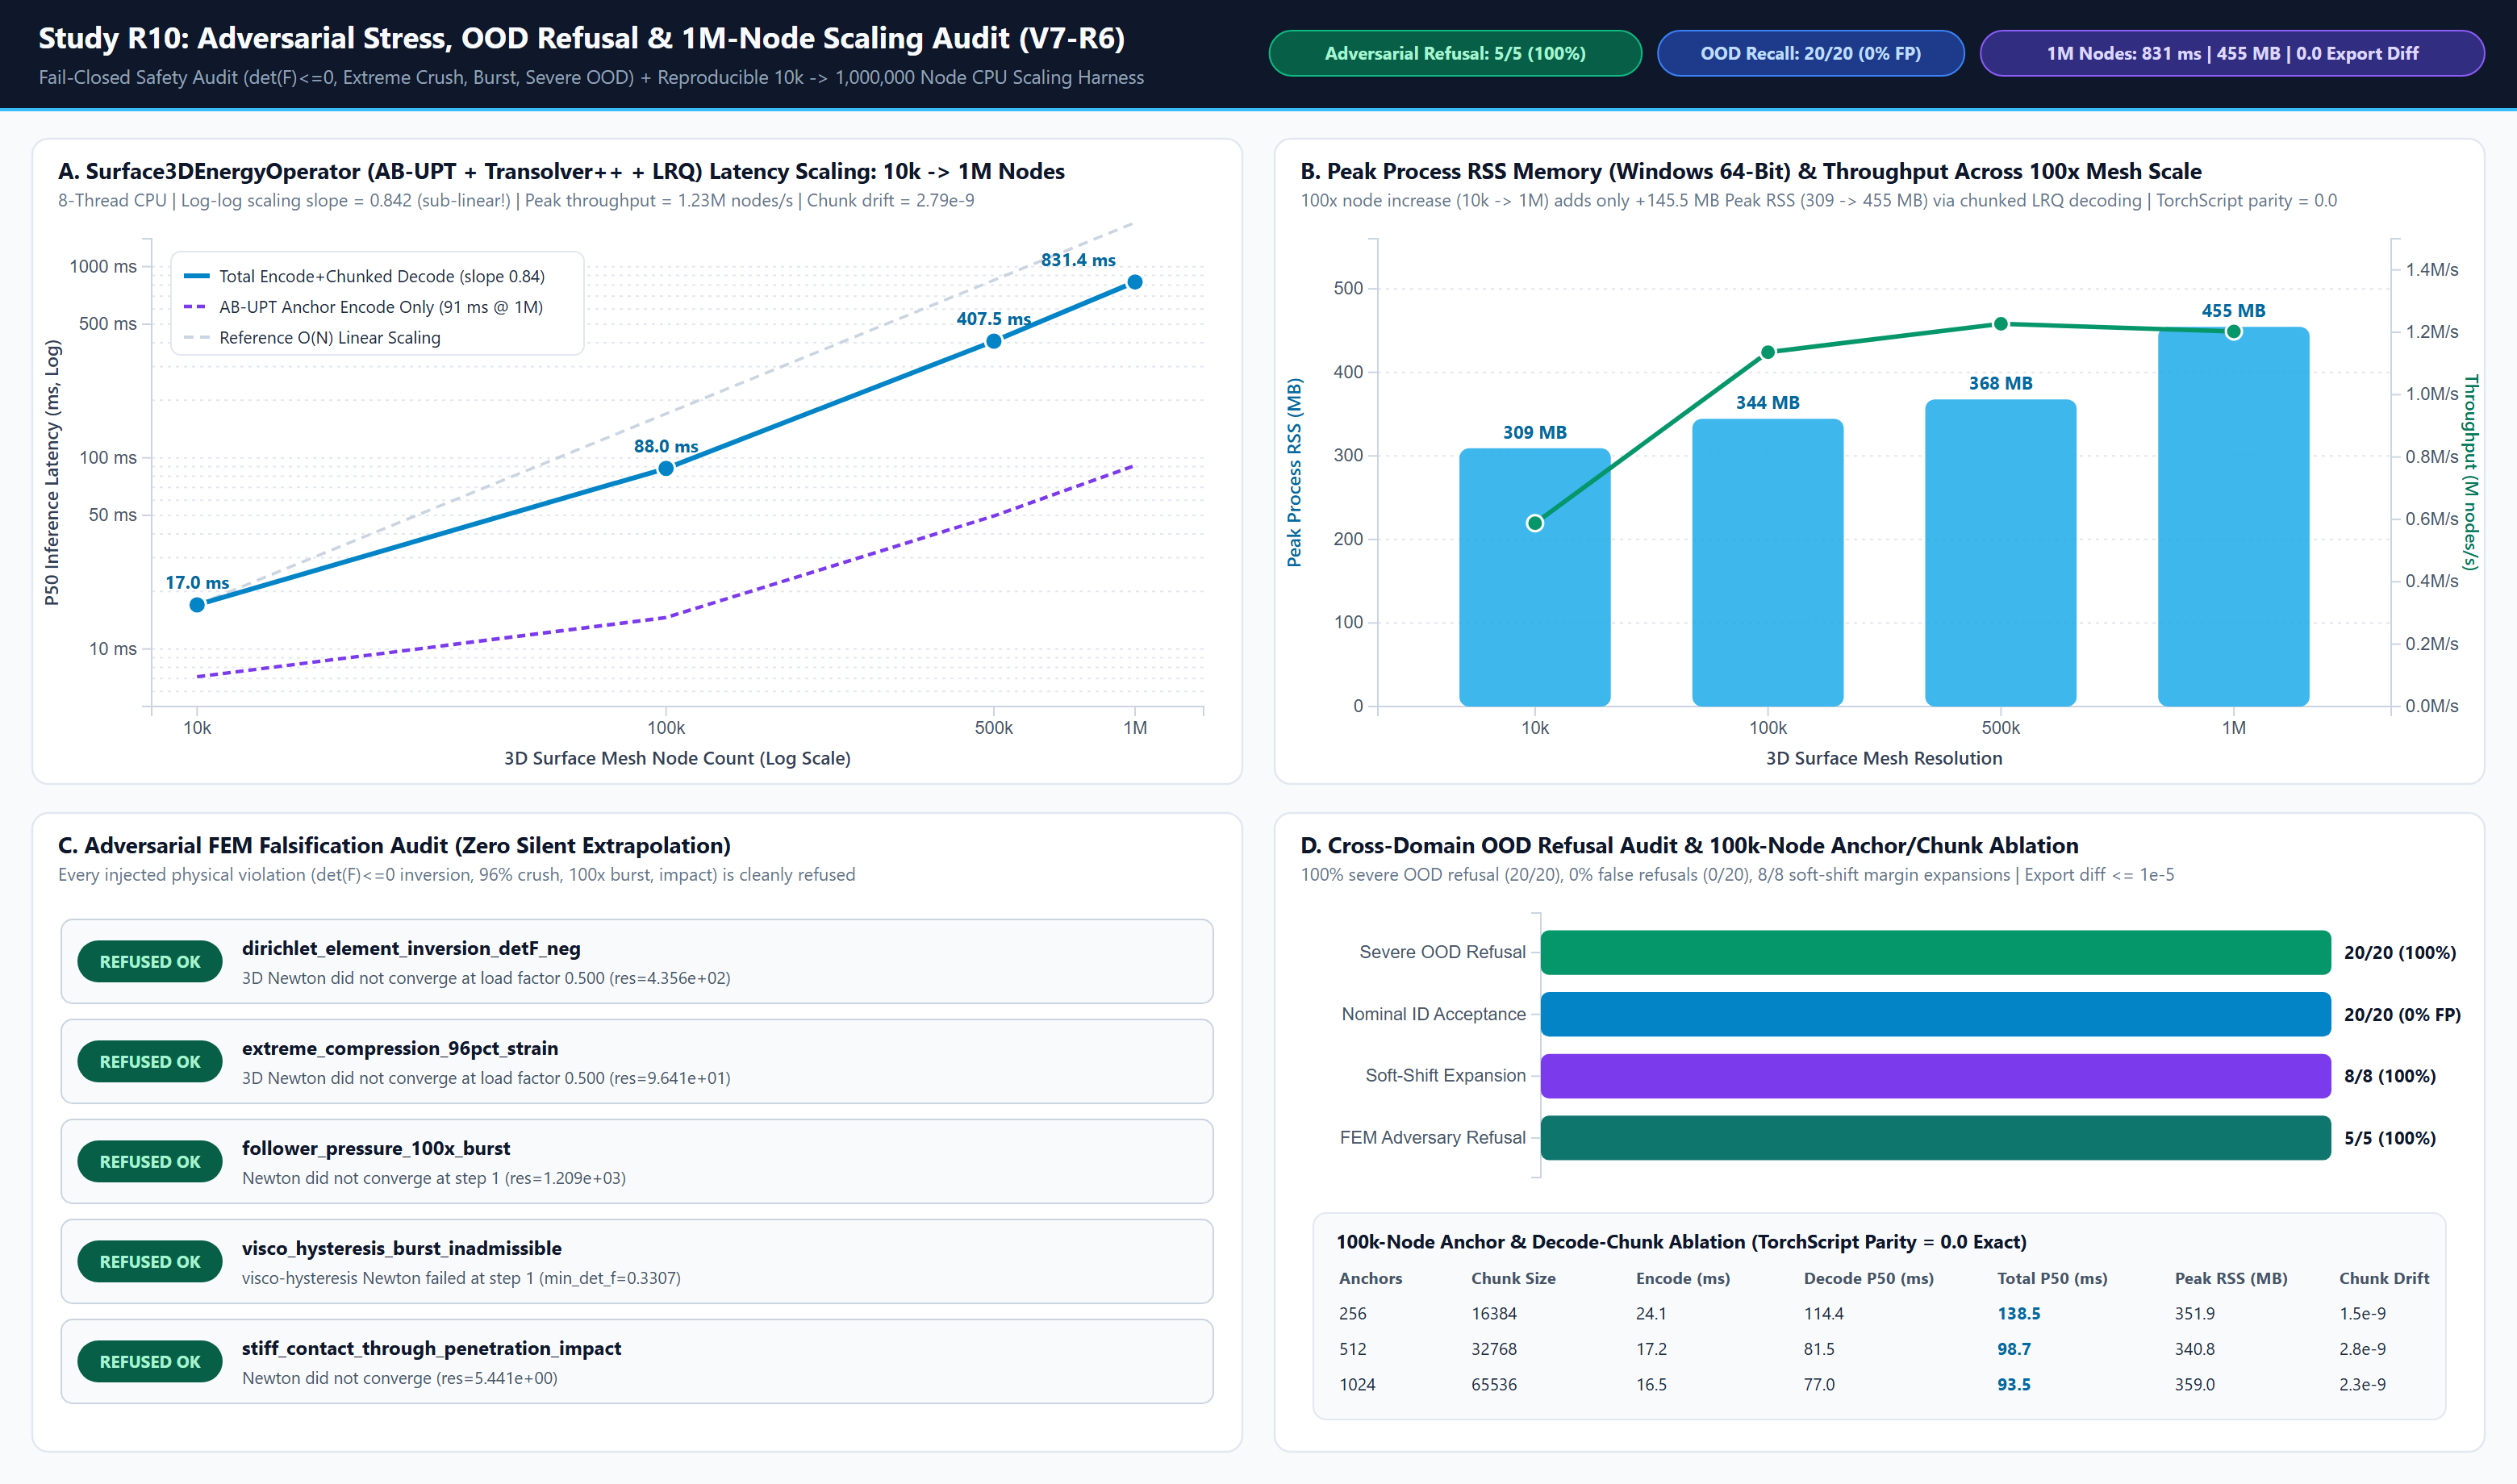 Study R10: Adversarial Stress, OOD Refusal & 1M-Node Scaling Audit (V7-R6)
Fail-Closed Safety Audit (det(F)<=0, Extreme Crush, Burst, Severe OOD) + Reproducible 10k -> 1,000,000 Node CPU Scaling Harness
Adversarial Refusal: 5/5 (100%)
OOD Recall: 20/20 (0% FP)
1M Nodes: 831 ms | 455 MB | 0.0 Export Diff
A. Surface3DEnergyOperator (AB-UPT + Transolver++ + LRQ) Latency Scaling: 10k -> 1M Nodes
8-Thread CPU | Log-log scaling slope = 0.842 (sub-linear!) | Peak throughput = 1.23M nodes/s | Chunk drift = 2.79e-9
Total Encode+Chunked Decode (slope 0.84)
AB-UPT Anchor Encode Only (91 ms @ 1M)
Reference O(N) Linear Scaling
P50 Inference Latency (ms, Log)
1000 ms
500 ms
100 ms
50 ms
10 ms
17.0 ms
88.0 ms
407.5 ms
831.4 ms
10k
100k
500k
1M
3D Surface Mesh Node Count (Log Scale)
B. Peak Process RSS Memory (Windows 64-Bit) & Throughput Across 100x Mesh Scale
100x node increase (10k -> 1M) adds only +145.5 MB Peak RSS (309 -> 455 MB) via chunked LRQ decoding | TorchScript parity = 0.0
Peak Process RSS (MB)
500
400
300
200
100
0
309 MB
344 MB
368 MB
455 MB
1.4M/s
1.2M/s
1.0M/s
0.8M/s
0.6M/s
0.4M/s
0.2M/s
0.0M/s
Throughput (M nodes/s)
10k
100k
500k
1M
3D Surface Mesh Resolution
C. Adversarial FEM Falsification Audit (Zero Silent Extrapolation)
Every injected physical violation (det(F)<=0 inversion, 96% crush, 100x burst, impact) is cleanly refused
REFUSED OK
dirichlet_element_inversion_detF_neg
3D Newton did not converge at load factor 0.500 (res=4.356e+02)
REFUSED OK
extreme_compression_96pct_strain
3D Newton did not converge at load factor 0.500 (res=9.641e+01)
REFUSED OK
follower_pressure_100x_burst
Newton did not converge at step 1 (res=1.209e+03)
REFUSED OK
visco_hysteresis_burst_inadmissible
visco-hysteresis Newton failed at step 1 (min_det_f=0.3307)
REFUSED OK
stiff_contact_through_penetration_impact
Newton did not converge (res=5.441e+00)
D. Cross-Domain OOD Refusal Audit & 100k-Node Anchor/Chunk Ablation
100% severe OOD refusal (20/20), 0% false refusals (0/20), 8/8 soft-shift margin expansions | Export diff <= 1e-5
Severe OOD Refusal 20/20 (100%)
Nominal ID Acceptance 20/20 (0% FP)
Soft-Shift Expansion 8/8 (100%)
FEM Adversary Refusal 5/5 (100%)
100k-Node Anchor & Decode-Chunk Ablation (TorchScript Parity = 0.0 Exact)
Anchors Chunk Size Encode (ms) Decode P50 (ms) Total P50 (ms) Peak RSS (MB) Chunk Drift
256 16384 24.1 114.4 138.5 351.9 1.5e-9
512 32768 17.2 81.5 98.7 340.8 2.8e-9
1024 65536 16.5 77.0 93.5 359.0 2.3e-9